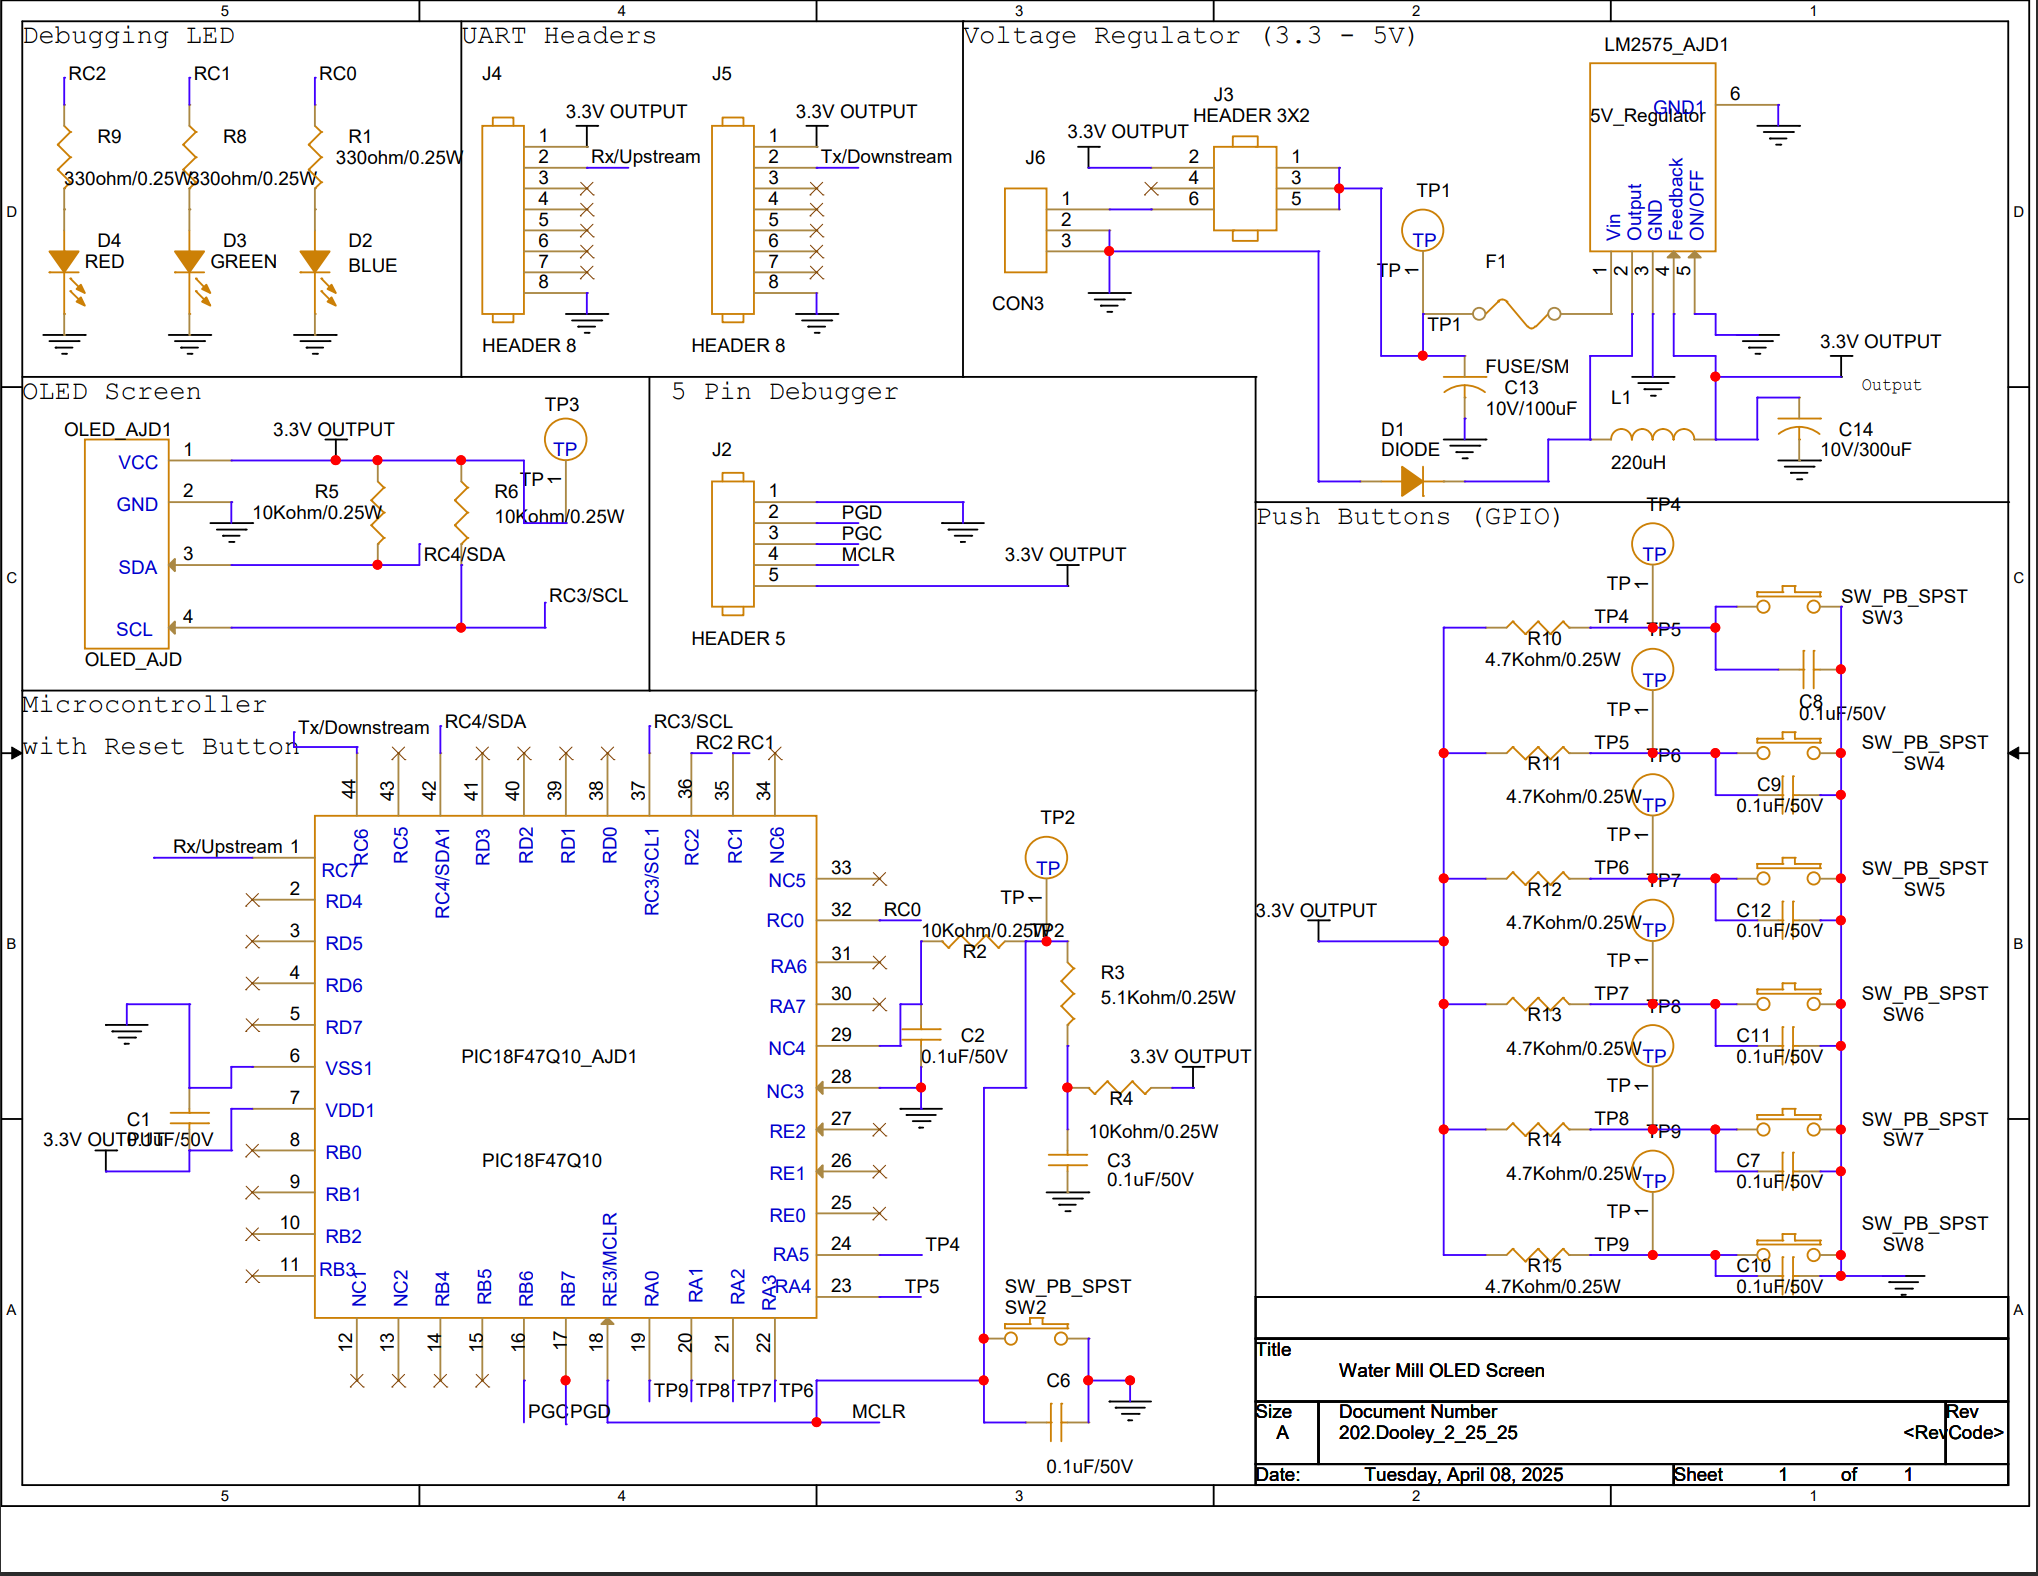 5 4 3 2 1
Debugging LED
RC2 RC1 RC0
R9 R8 R1
330ohm/0.25W
330ohm/0.25W 330ohm/0.25W
D4 D3 D2
RED GREEN BLUE
UART Headers
J4 J5
3.3V OUTPUT 3.3V OUTPUT
1 1
2 Rx/Upstream 2 Tx/Downstream
3 3
4 4
5 5
6 6
7 7
8 8
HEADER 8 HEADER 8
Voltage Regulator (3.3 - 5V)
LM2575_AJD1
5V_Regulator
GND1 6
Vin Output GND Feedback ON/OFF
1 2 3 4 5
J3
HEADER 3X2
3.3V OUTPUT
2 1
4 3
6 5
J6
1
2
3
CON3
TP1
TP
TP 1
TP1
F1
FUSE/SM
C13
10V/100uF
D1
DIODE
L1
220uH
3.3V OUTPUT
Output
C14
10V/300uF
D D
OLED Screen
OLED_AJD1
3.3V OUTPUT
TP3
TP
TP 1
VCC 1
GND 2
SDA 3
SCL 4
R5
10Kohm/0.25W
R6
10Kohm/0.25W
RC4/SDA
RC3/SCL
OLED_AJD
5 Pin Debugger
J2
1
2 PGD
3 PGC
4 MCLR
5
3.3V OUTPUT
HEADER 5
C C
Push Buttons (GPIO)
TP4
TP
TP 1
TP4 TP5
R10
4.7Kohm/0.25W
SW_PB_SPST
SW3
C8
0.1uF/50V
TP
TP 1
TP5 TP6
R11
4.7Kohm/0.25W
SW_PB_SPST
SW4
C9
0.1uF/50V
TP
TP 1
TP6 TP7
R12
4.7Kohm/0.25W
SW_PB_SPST
SW5
C12
0.1uF/50V
3.3V OUTPUT
TP
TP 1
TP7 TP8
R13
4.7Kohm/0.25W
SW_PB_SPST
SW6
C11
0.1uF/50V
TP
TP 1
TP8 TP9
R14
4.7Kohm/0.25W
SW_PB_SPST
SW7
C7
0.1uF/50V
TP
TP 1
TP9
R15
4.7Kohm/0.25W
SW_PB_SPST
SW8
C10
0.1uF/50V
Microcontroller
with Reset Button
Tx/Downstream RC4/SDA RC3/SCL RC2 RC1
44 43 42 41 40 39 38 37 36 35 34
RC6 RC5 RC4/SDA1 RD3 RD2 RD1 RD0 RC3/SCL1 RC2 RC1 NC6
Rx/Upstream 1 RC7
2 RD4
3 RD5
4 RD6
5 RD7
6 VSS1
7 VDD1
8 RB0
9 RB1
10 RB2
11 RB3
C1
0.1uF/50V
3.3V OUTPUT
PIC18F47Q10_AJD1
PIC18F47Q10
NC5 33
RC0 32 RC0
RA6 31
RA7 30
NC4 29
NC3 28
RE2 27
RE1 26
RE0 25
RA5 24 TP4
RA4 23 TP5
NC1 NC2 RB4 RB5 RB6 RB7 RE3/MCLR RA0 RA1 RA2 RA3
12 13 14 15 16 17 18 19 20 21 22
PGC PGD TP9 TP8 TP7 TP6
MCLR
TP2
TP
TP 1
TP2
10Kohm/0.25W
R2
R3
5.1Kohm/0.25W
C2
0.1uF/50V
3.3V OUTPUT
R4
10Kohm/0.25W
C3
0.1uF/50V
SW_PB_SPST
SW2
C6
0.1uF/50V
B B
A A
Title
Water Mill OLED Screen
Size Document Number Rev
A 202.Dooley_2_25_25 <RevCode>
Date: Tuesday, April 08, 2025 Sheet 1 of 1
5 4 3 2 1